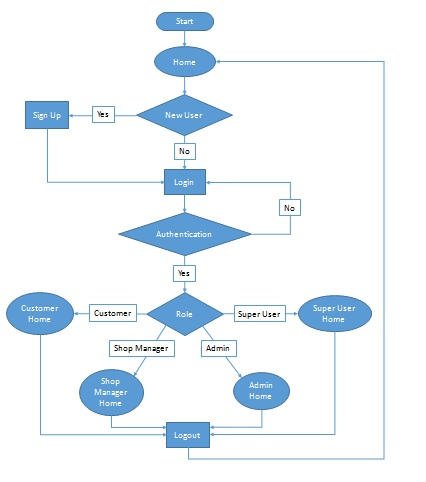 Start
Home
New User
Yes
Sign Up
No
Login
No
Authentication
Yes
Customer
Home
Customer
Role
Super User
Super User
Home
Shop Manager
Admin
Shop
Manager
Home
Admin
Home
Logout